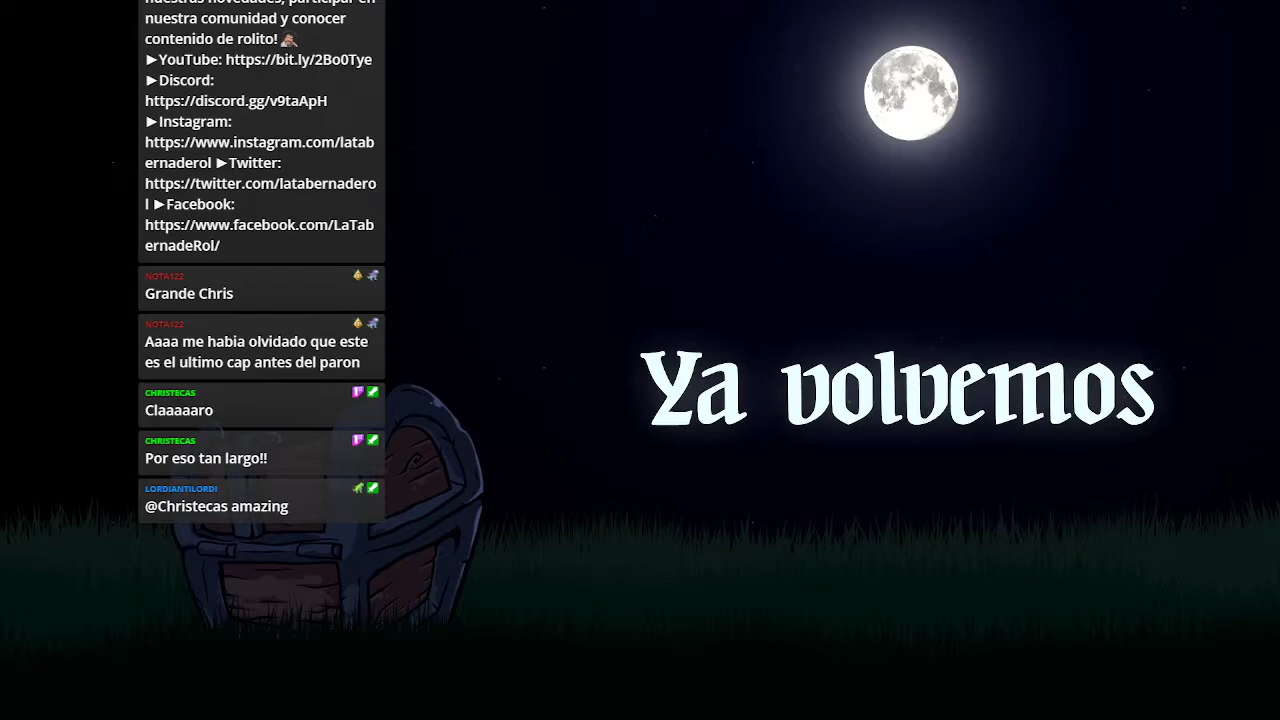 nuestras novedades, participar en
nuestra comunidad y conocer
contenido de rolito!
►YouTube: https://bit.ly/2Bo0Tye
►Discord:
https://discord.gg/v9taApH
►Instagram:
https://www.instagram.com/latab
ernaderol ►Twitter:
https://twitter.com/latabernadero
l ►Facebook:
https://www.facebook.com/LaTab
ernadeRol/
NOTA122
Grande Chris
NOTA122
Aaaa me habia olvidado que este
es el ultimo cap antes del paron
CHRISTECAS
Claaaaaro
CHRISTECAS
Por eso tan largo!!
LORDIANTILORDI
@Christecas amazing
Ya volvemos